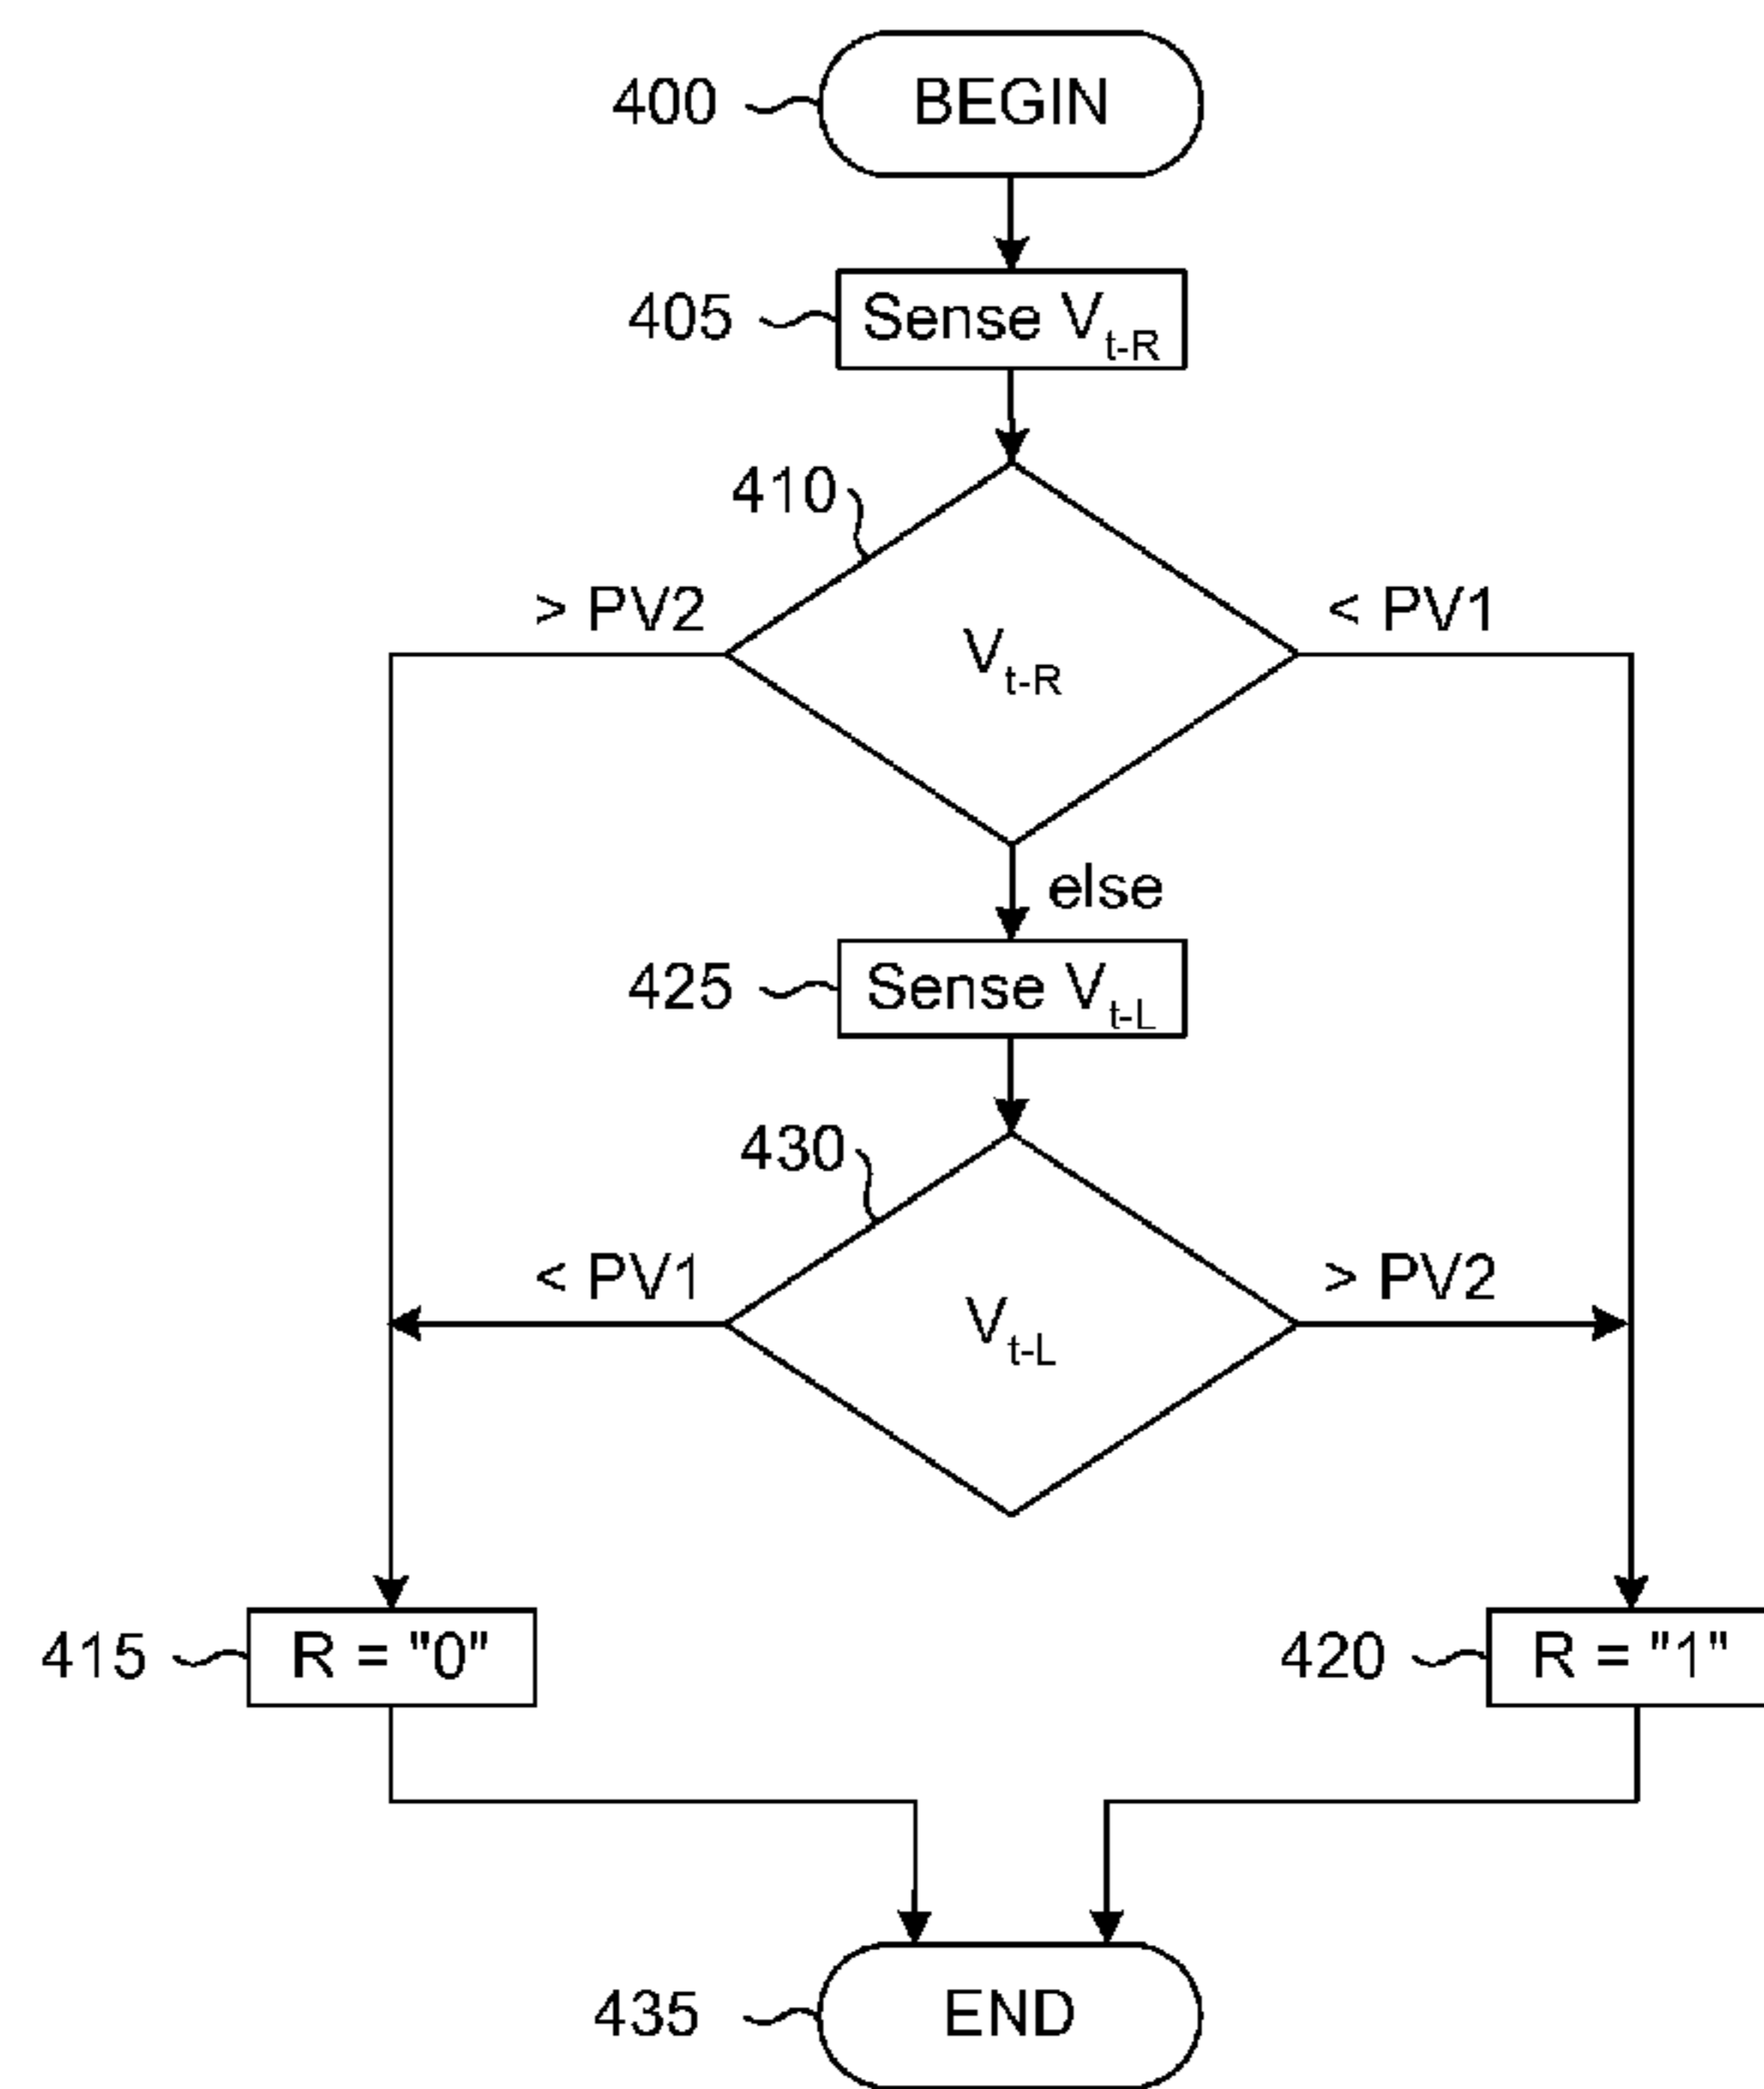 400 BEGIN
405 Sense Vt-R
410
> PV2
Vt-R
< PV1
else
425 Sense Vt-L
430
< PV1
Vt-L
> PV2
415 R = "0"
420 R = "1"
435 END